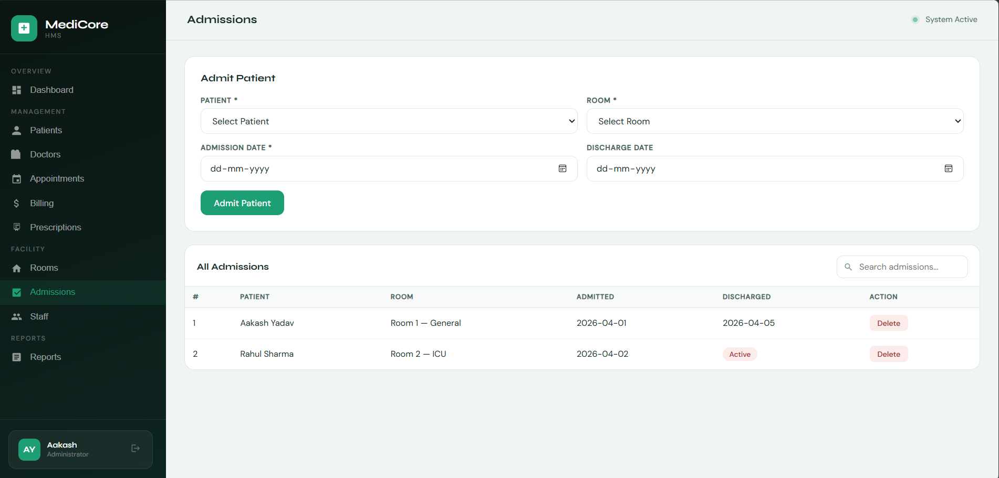 MediCore
HMS
OVERVIEW
Dashboard
MANAGEMENT
Patients
Doctors
Appointments
Billing
Prescriptions
FACILITY
Rooms
Admissions
Staff
REPORTS
Reports
AY
Aakash
Administrator
Admissions
System Active
Admit Patient
PATIENT * ROOM *
Select Patient Select Room
ADMISSION DATE * DISCHARGE DATE
dd-mm-yyyy dd-mm-yyyy
Admit Patient
All Admissions Search admissions...
# PATIENT ROOM ADMITTED DISCHARGED ACTION
1 Aakash Yadav Room 1 — General 2026-04-01 2026-04-05 Delete
2 Rahul Sharma Room 2 — ICU 2026-04-02 Active Delete